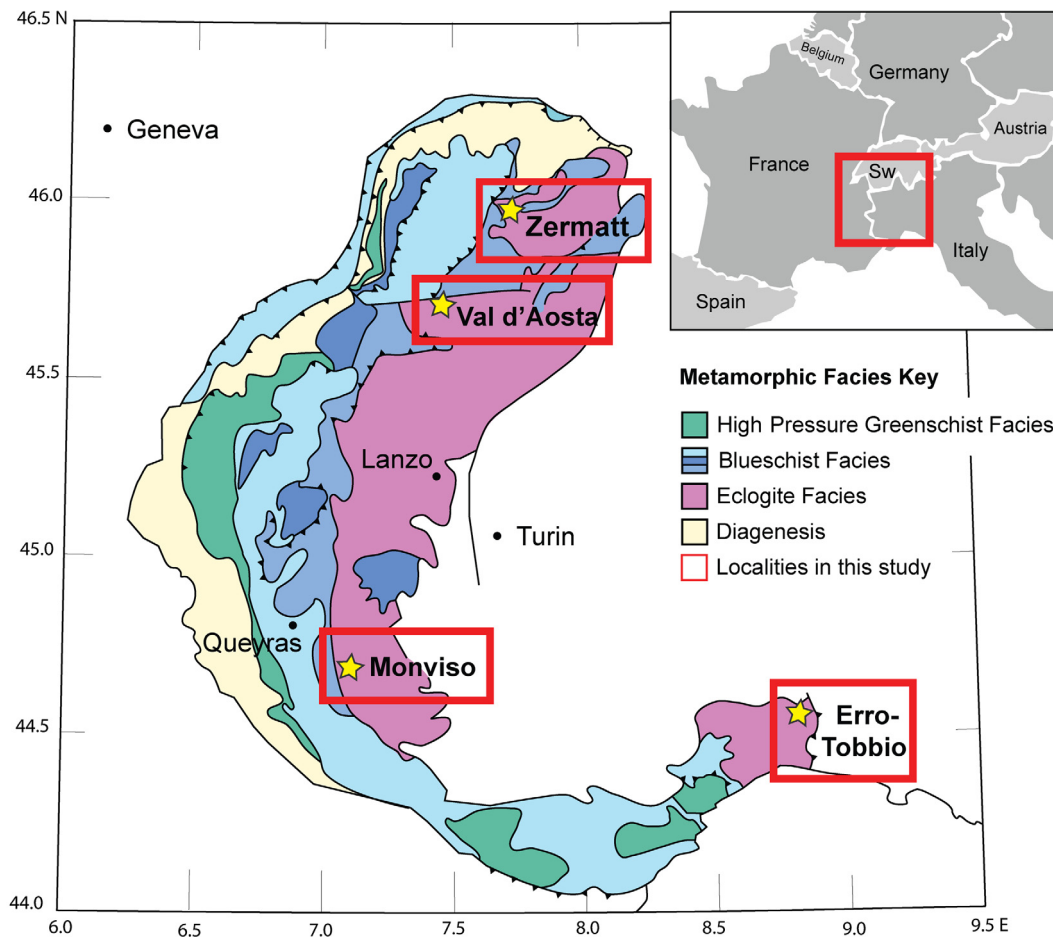 46.5 N
46.0
45.5
45.0
44.5
44.0
6.0
6.5
7.0
7.5
8.0
8.5
9.0
9.5 E
Geneva
Zermatt
Val d'Aosta
Lanzo
Turin
Queyras
Monviso
Erro-
Tobbio
Belgium
Germany
Austria
France
Sw
Italy
Spain
Metamorphic Facies Key
High Pressure Greenschist Facies
Blueschist Facies
Eclogite Facies
Diagenesis
Localities in this study